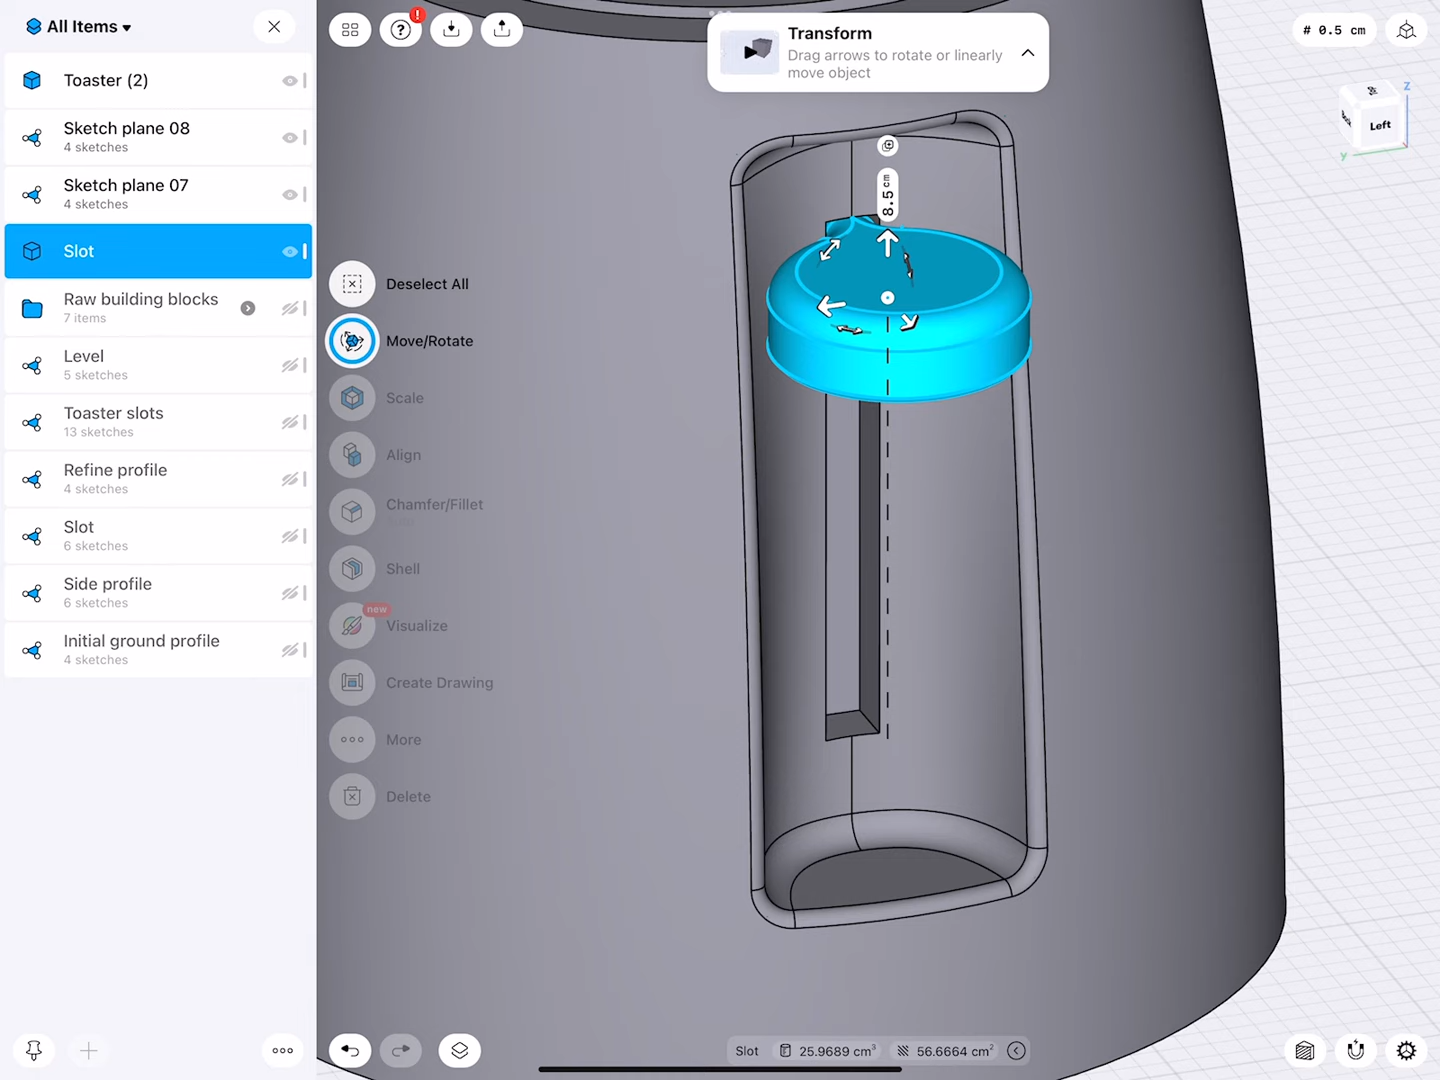 All Items
Toaster (2)
Sketch plane 08
4 sketches
Sketch plane 07
4 sketches
Slot
Raw building blocks
7 items
Level
5 sketches
Toaster slots
13 sketches
Refine profile
4 sketches
Slot
6 sketches
Side profile
6 sketches
Initial ground profile
4 sketches
Deselect All
Move/Rotate
Scale
Align
Chamfer/Fillet
Shell
new
Visualize
Create Drawing
More
Delete
Transform
Drag arrows to rotate or linearly
move object
8.5 cm
# 0.5 cm
Z
Left
Back
Y
Slot
25.9689 cm³
56.6664 cm²